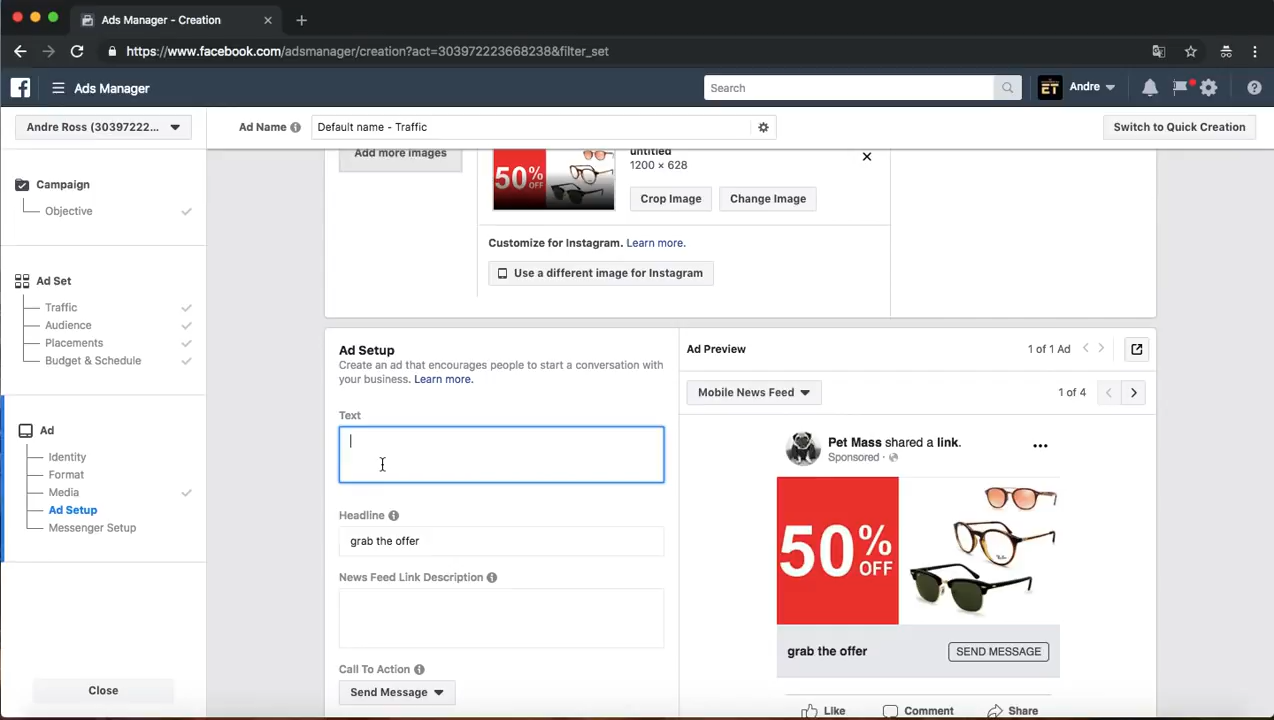 Ads Manager - Creation
https://www.facebook.com/adsmanager/creation?act=303972223668238&filter_set
Ads Manager
Search
ET
Andre
Andre Ross (30397222...
Ad Name
Default name - Traffic
Switch to Quick Creation
Campaign
Objective
Ad Set
Traffic
Audience
Placements
Budget & Schedule
Ad
Identity
Format
Media
Ad Setup
Messenger Setup
Close
Add more images
50% OFF
untitled
1200 × 628
Crop Image
Change Image
Customize for Instagram. Learn more.
Use a different image for Instagram
Ad Setup
Create an ad that encourages people to start a conversation with
your business. Learn more.
Text
Headline
grab the offer
News Feed Link Description
Call To Action
Send Message
Ad Preview
1 of 1 Ad
Mobile News Feed
1 of 4
Pet Mass shared a link.
Sponsored
50%
OFF
grab the offer
SEND MESSAGE
Like
Comment
Share